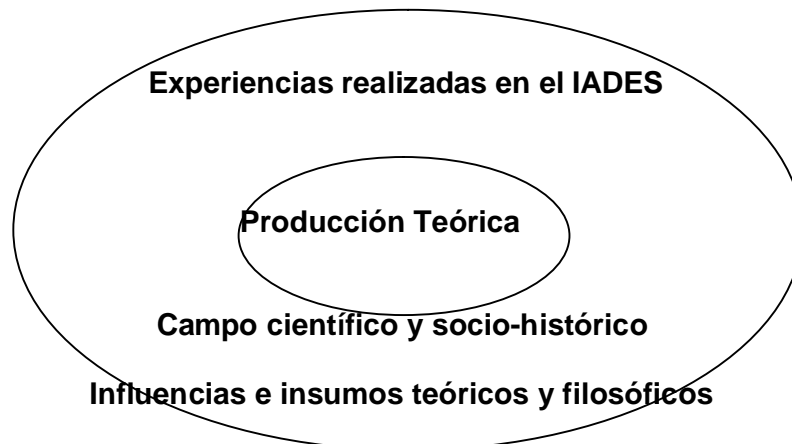 Experiencias realizadas en el IADES
Producción Teórica
Campo científico y socio-histórico
Influencias e insumos teóricos y filosóficos